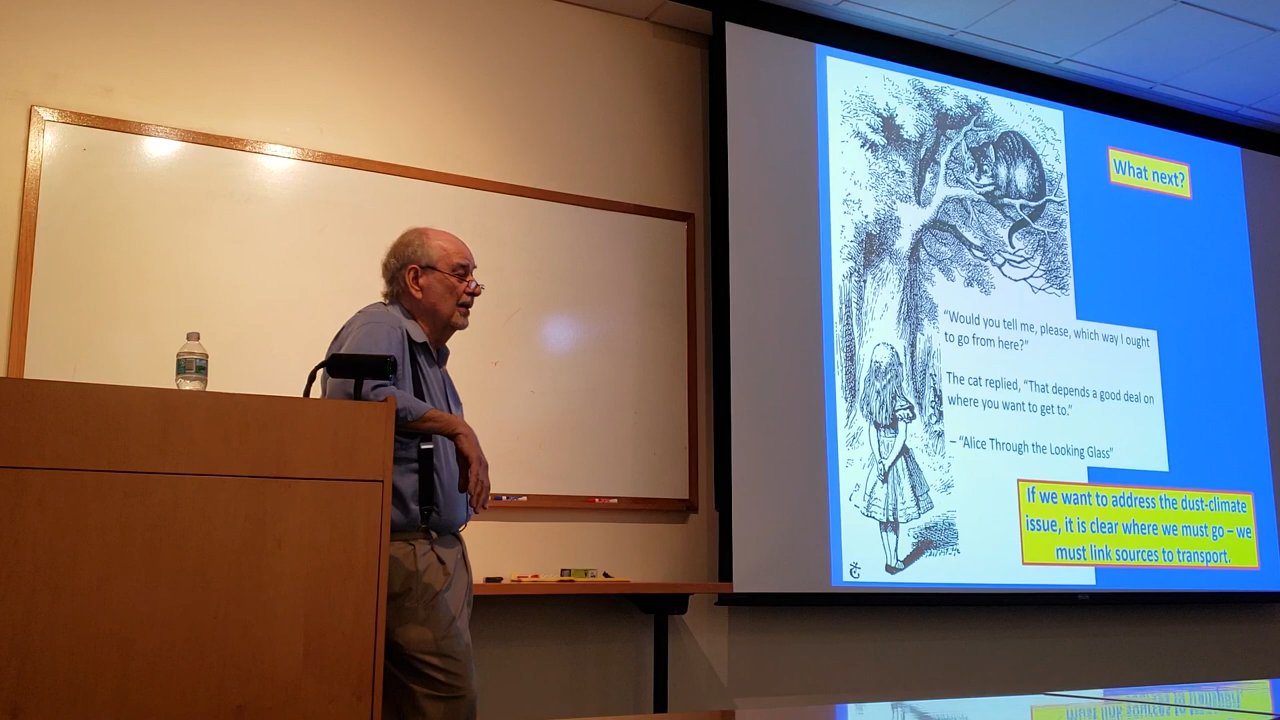 What next?
“Would you tell me, please, which way I ought
to go from here?”
The cat replied, “That depends a good deal on
where you want to get to.”
– “Alice Through the Looking Glass”
If we want to address the dust-climate
issue, it is clear where we must go – we
must link sources to transport.